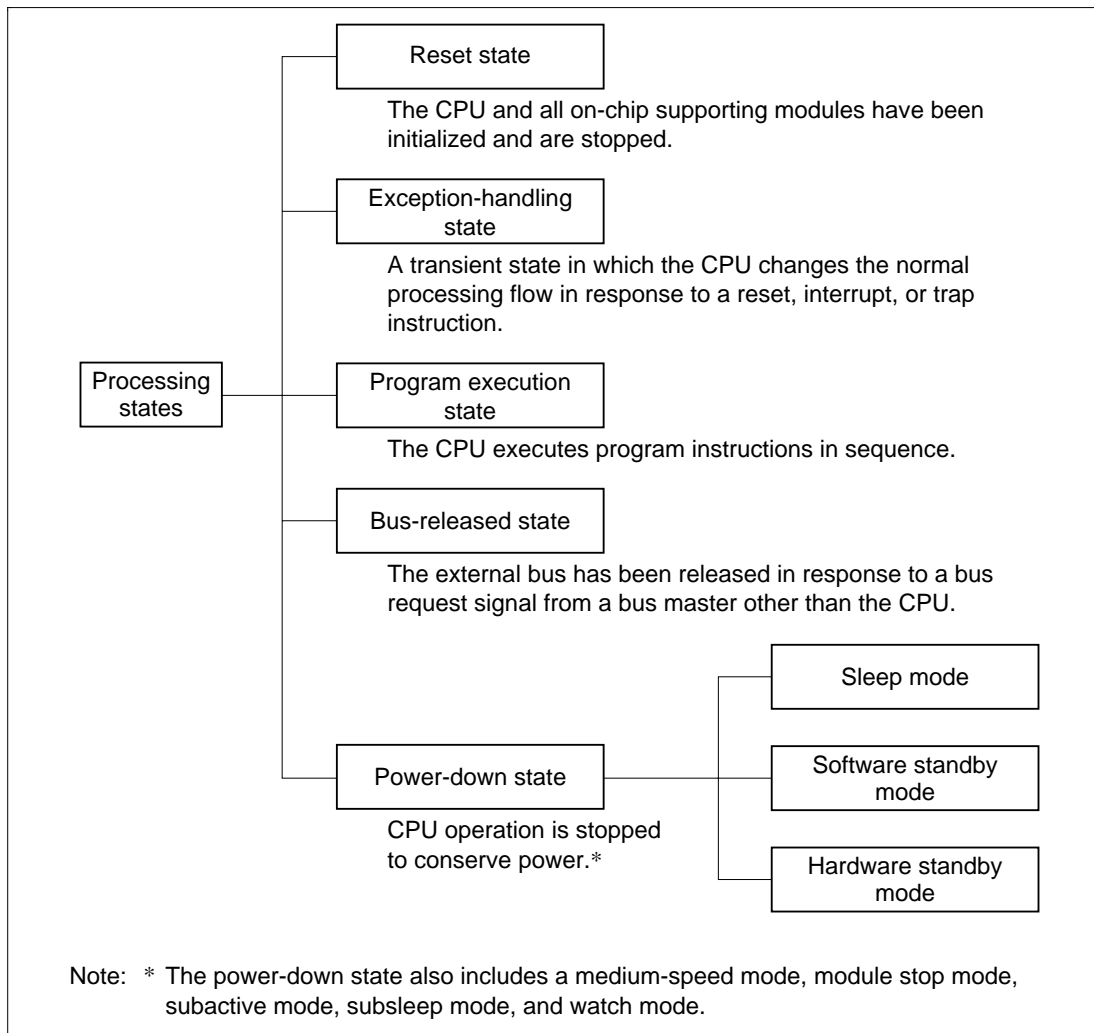 Reset state
The CPU and all on-chip supporting modules have been
initialized and are stopped.
Exception-handling
state
A transient state in which the CPU changes the normal
processing flow in response to a reset, interrupt, or trap
instruction.
Processing
states
Program execution
state
The CPU executes program instructions in sequence.
Bus-released state
The external bus has been released in response to a bus
request signal from a bus master other than the CPU.
Sleep mode
Power-down state
CPU operation is stopped
to conserve power.*
Software standby
mode
Hardware standby
mode
Note: * The power-down state also includes a medium-speed mode, module stop mode,
subactive mode, subsleep mode, and watch mode.